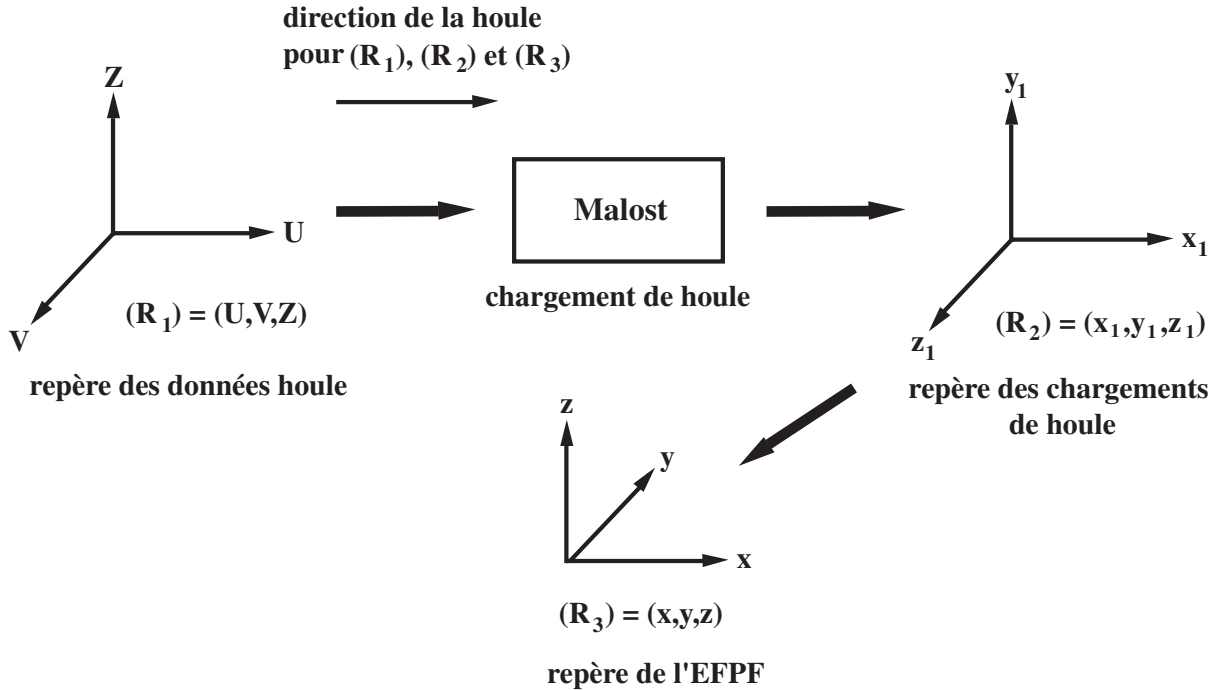 direction de la houle
pour (R₁), (R₂) et (R₃)
Z
U
V
(R₁) = (U,V,Z)
repère des données houle
Malost
chargement de houle
y₁
x₁
z₁
(R₂) = (x₁,y₁,z₁)
repère des chargements
de houle
z
y
x
(R₃) = (x,y,z)
repère de l'EFPF